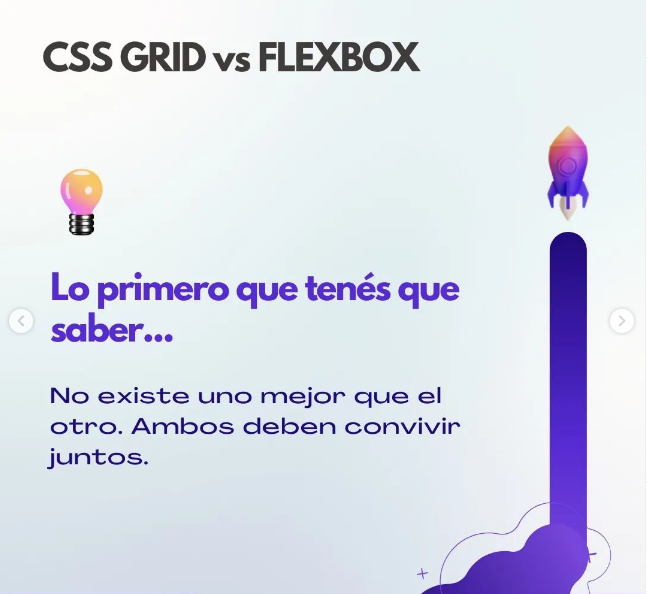 CSS GRID vs FLEXBOX
Lo primero que tenés que
saber...
No existe uno mejor que el
otro. Ambos deben convivir
juntos.